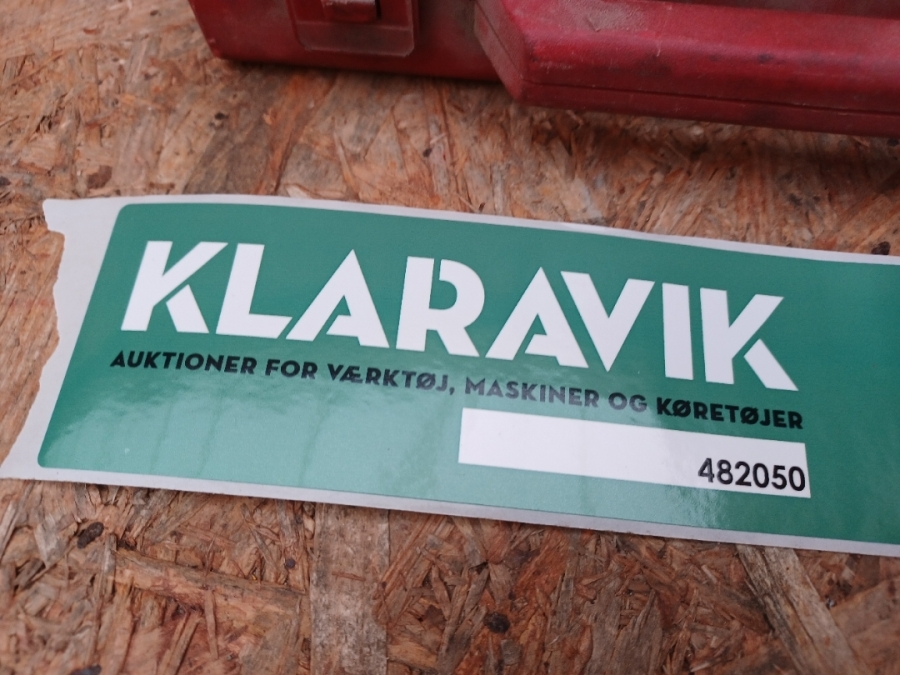 KLARAVIK
AUKTIONER FOR VÆRKTØJ, MASKINER OG KØRETØJER
482050